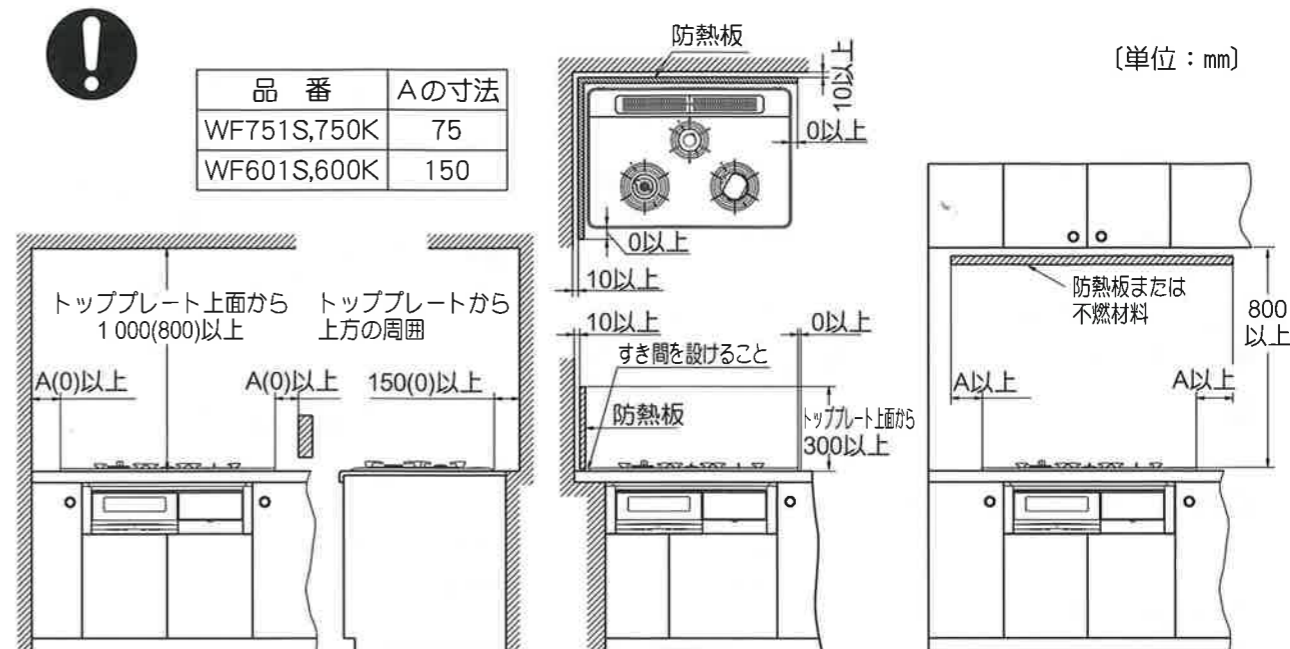 〔単位：㎜〕
品 番 Aの寸法
WF751S,750K 75
WF601S,600K 150
防熱板
10以上
0以上
0以上
10以上
トッププレート上面から
1 000(800)以上
トッププレートから
上方の周囲
A(0)以上
A(0)以上
150(0)以上
10以上
0以上
すき間を設けること
防熱板
トッププレート上面から
300以上
防熱板または
不燃材料
800
以上
A以上
A以上